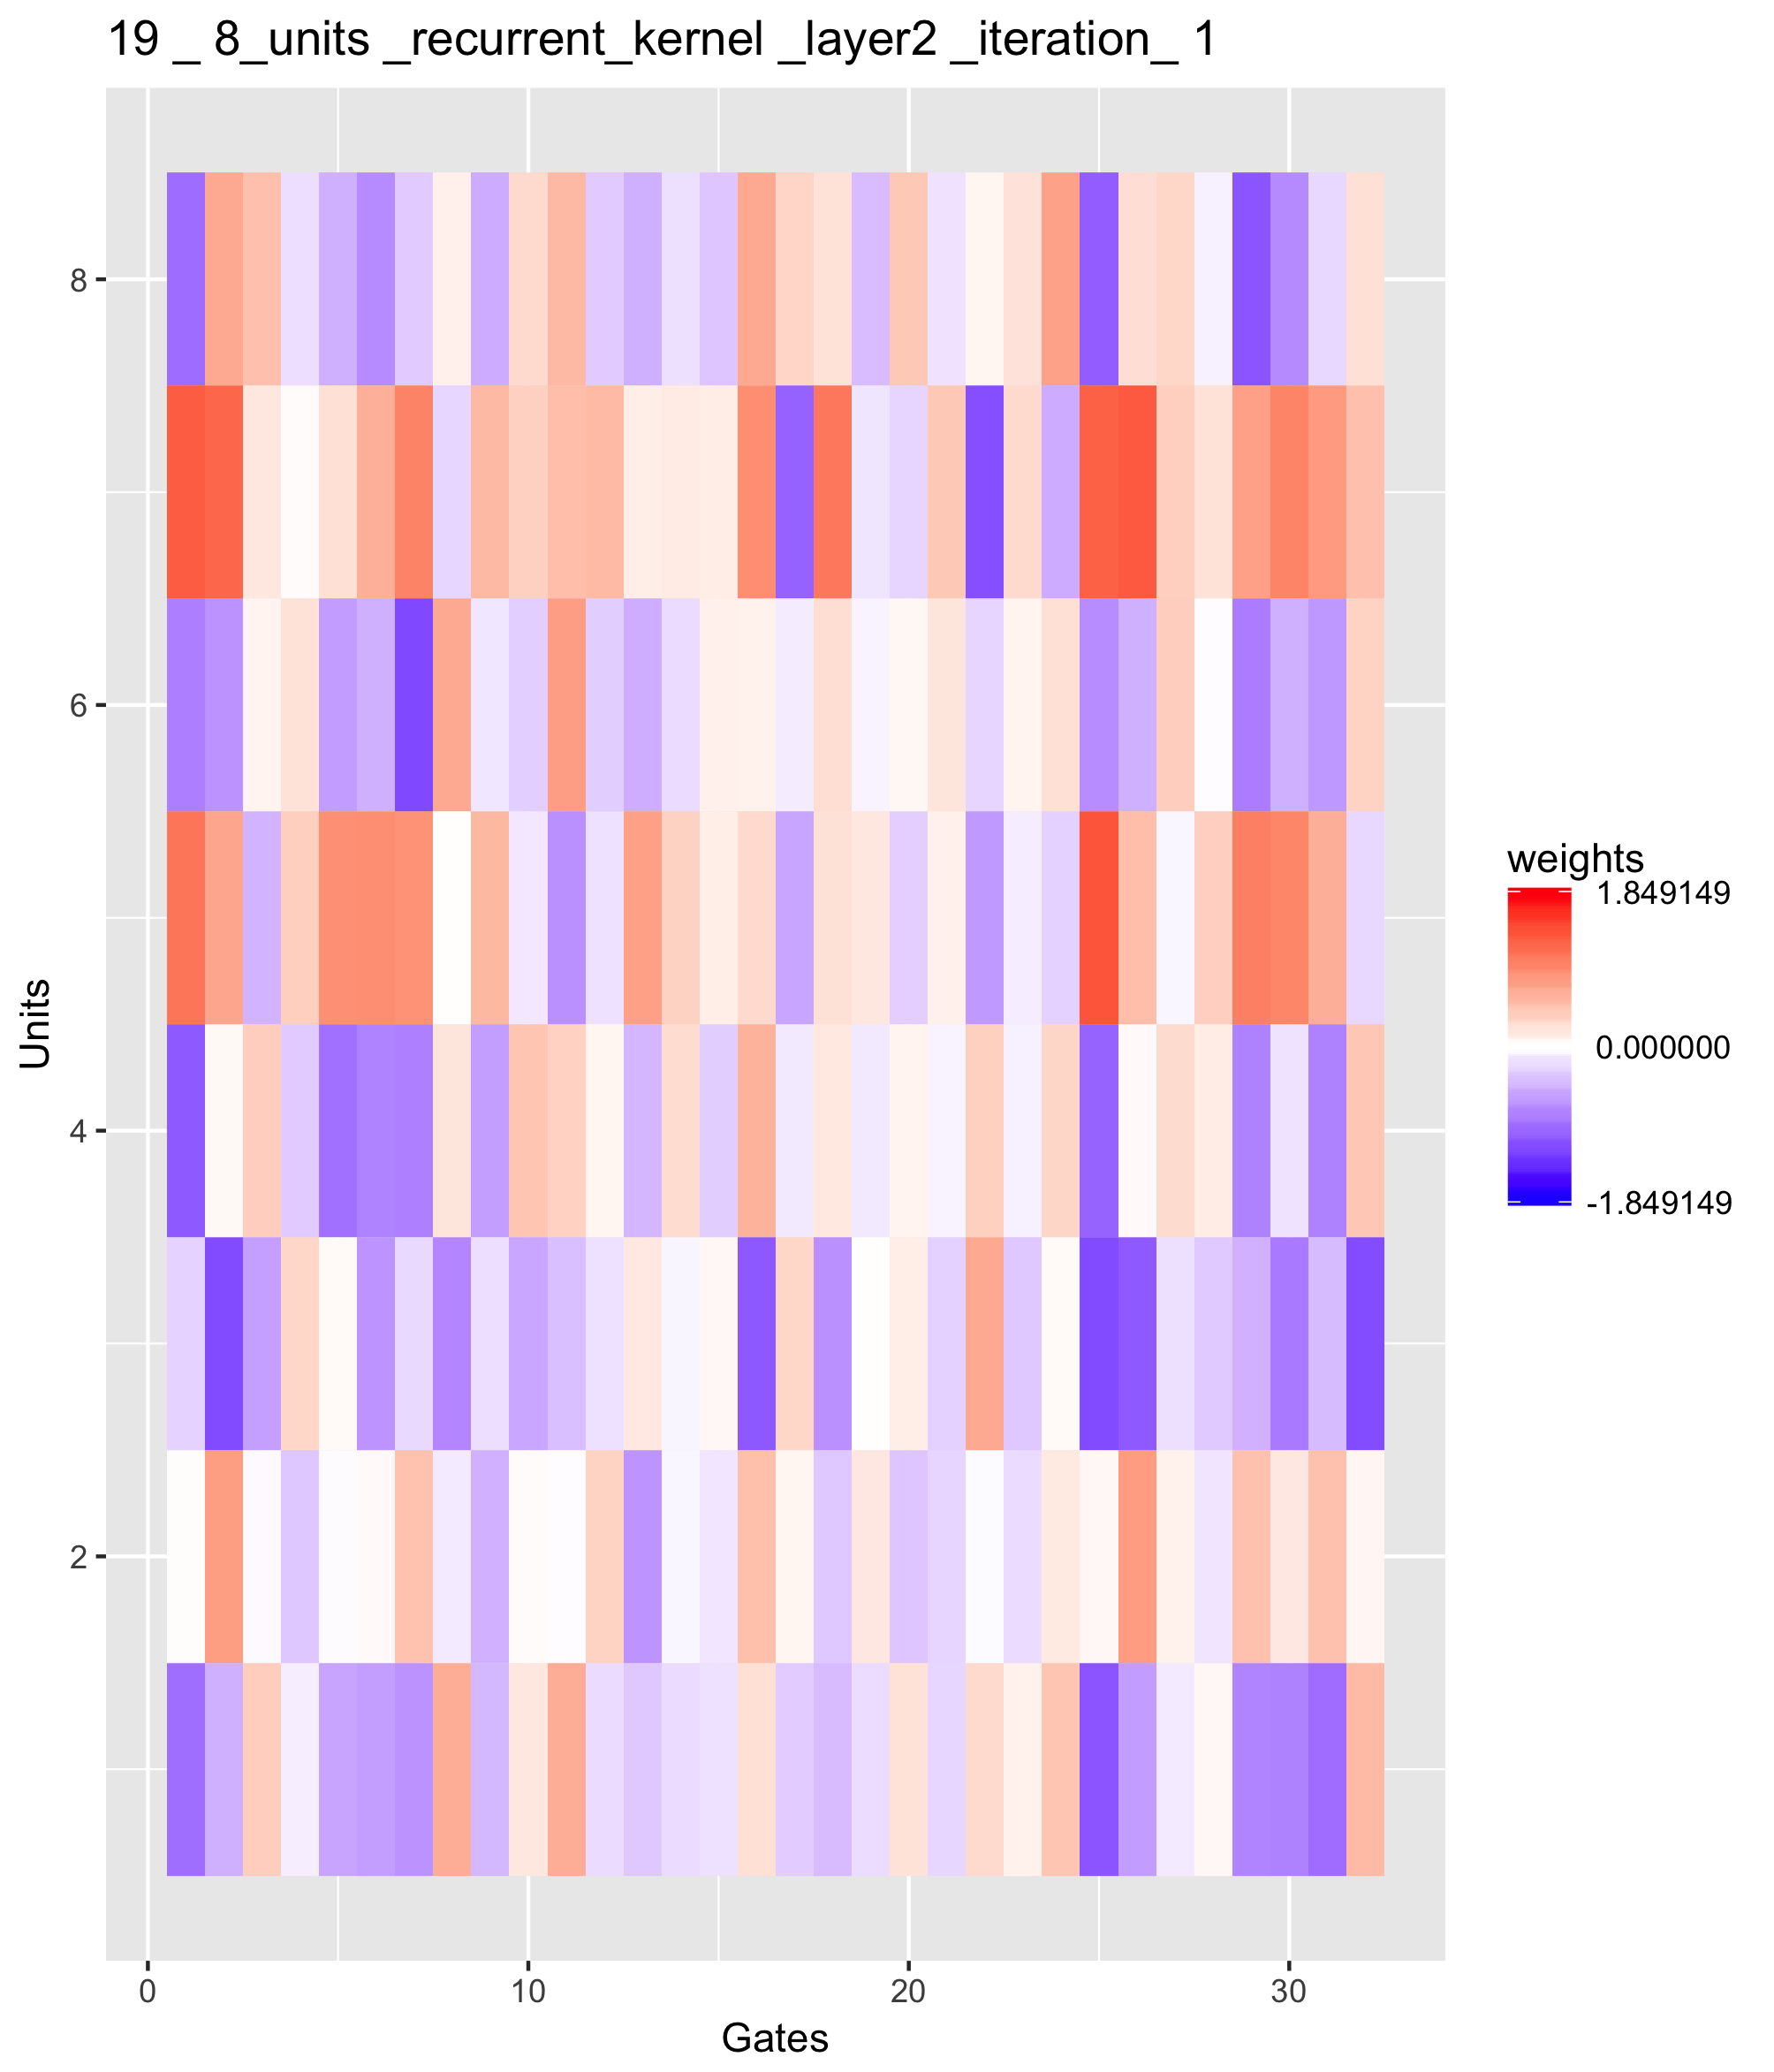 19 _ 8_units _recurrent_kernel _layer2 _iteration_ 1
8
6
4
2
Units
0 10 20 30
Gates
weights
1.849149
0.000000
-1.849149